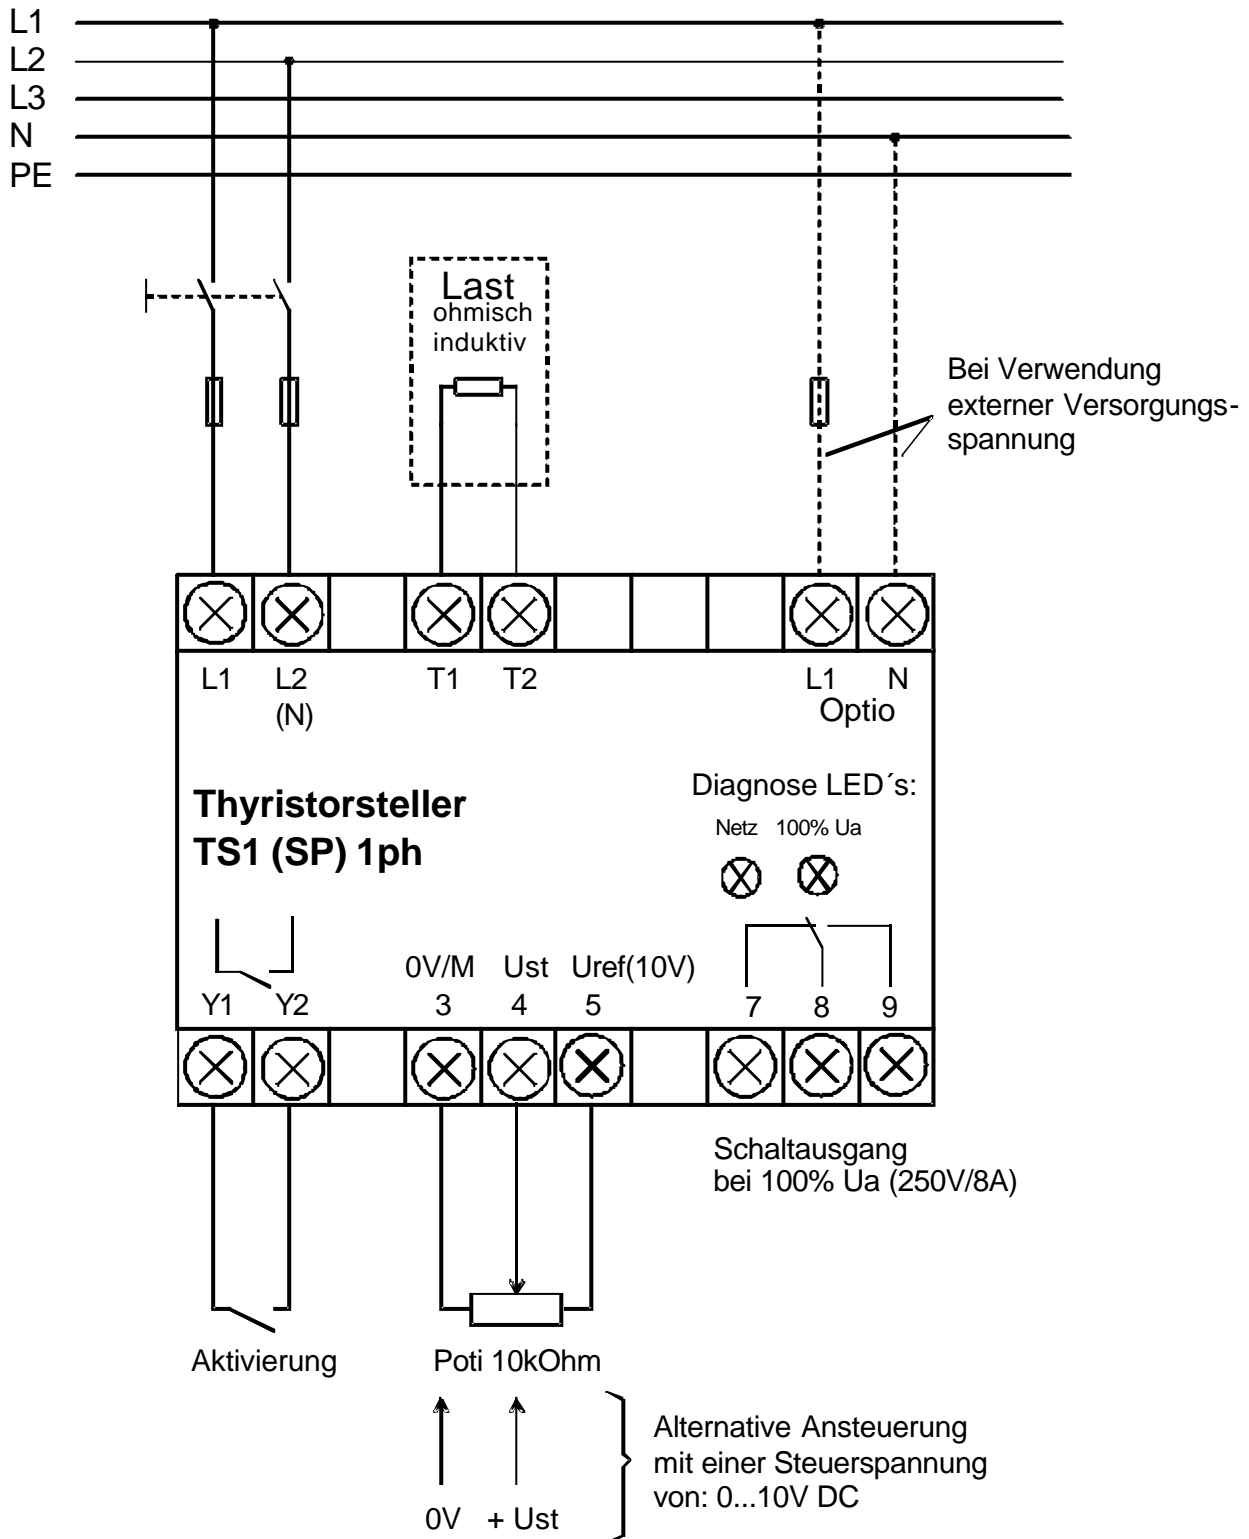 L1
L2
L3
N
PE
Last
ohmisch
induktiv
Bei Verwendung
externer Versorgungs-
spannung
L1 L2 T1 T2 L1 N
(N) Optio
Thyristorsteller
TS1 (SP) 1ph
Diagnose LED´s:
Netz 100% Ua
0V/M Ust Uref(10V)
Y1 Y2 3 4 5 7 8 9
Schaltausgang
bei 100% Ua (250V/8A)
Aktivierung
Poti 10kOhm
Alternative Ansteuerung
mit einer Steuerspannung
von: 0...10V DC
0V + Ust